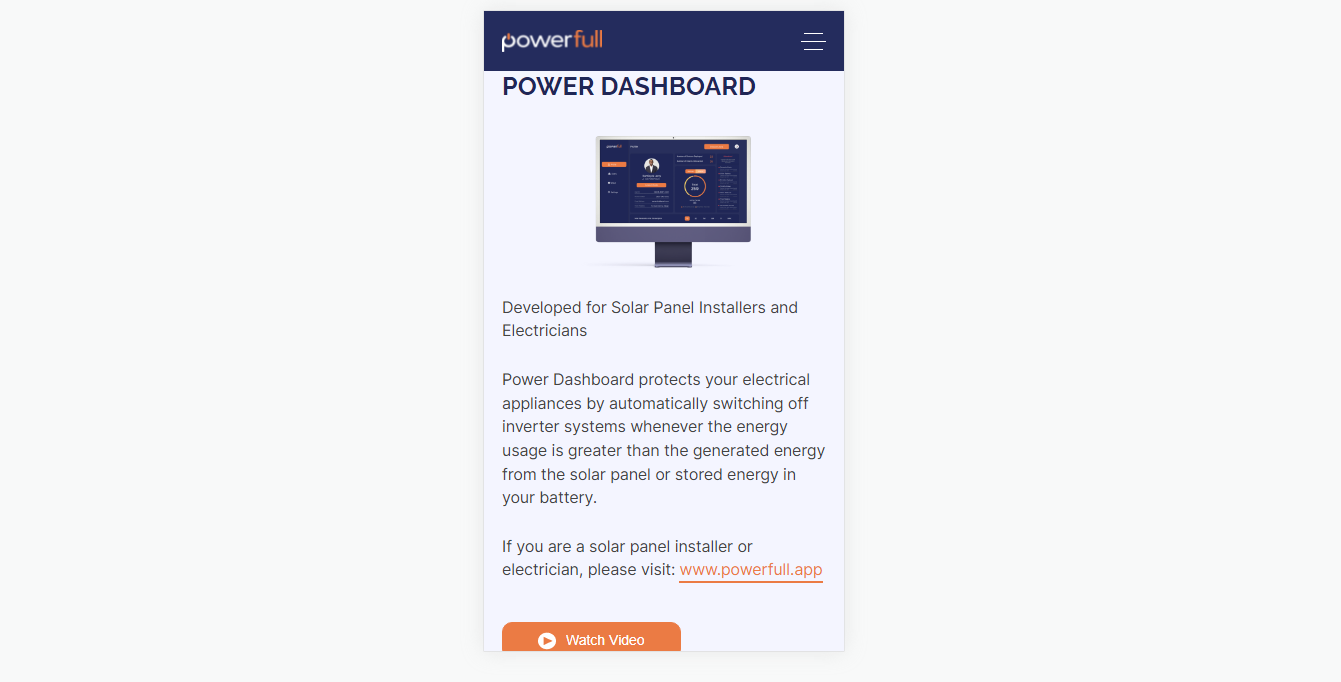 powerfull
POWER DASHBOARD
Developed for Solar Panel Installers and
Electricians
Power Dashboard protects your electrical
appliances by automatically switching off
inverter systems whenever the energy
usage is greater than the generated energy
from the solar panel or stored energy in
your battery.
If you are a solar panel installer or
electrician, please visit: www.powerfull.app
Watch Video